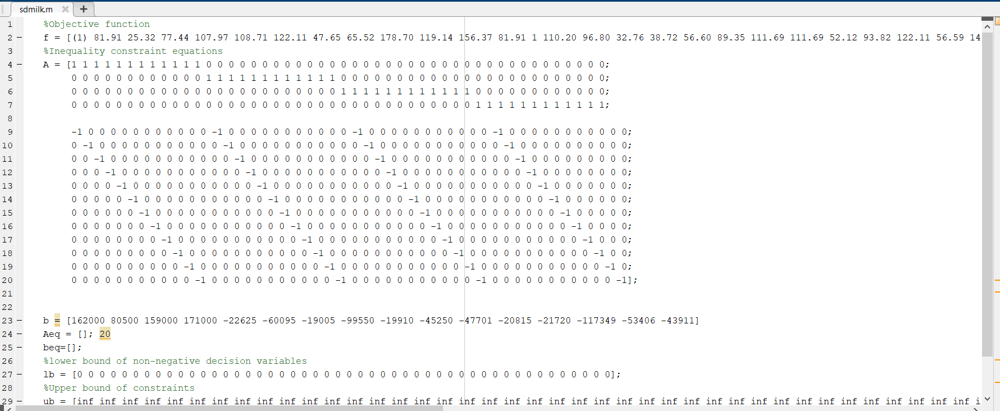 sdmilk.m
1 %Objective function
2 – f = [(1) 81.91 25.32 77.44 107.97 108.71 122.11 47.65 65.52 178.70 119.14 156.37 81.91 1 110.20 96.80 32.76 38.72 56.60 89.35 111.69 111.69 52.12 93.82 122.11 56.59 14
3 %Inequality constraint equations
4 – A = [1 1 1 1 1 1 1 1 1 1 1 1 0 0 0 0 0 0 0 0 0 0 0 0 0 0 0 0 0 0 0 0 0 0 0 0 0 0 0 0 0 0 0 0 0 0 0 0;
5 0 0 0 0 0 0 0 0 0 0 0 0 1 1 1 1 1 1 1 1 1 1 1 1 0 0 0 0 0 0 0 0 0 0 0 0 0 0 0 0 0 0 0 0 0 0 0 0;
6 0 0 0 0 0 0 0 0 0 0 0 0 0 0 0 0 0 0 0 0 0 0 0 0 1 1 1 1 1 1 1 1 1 1 1 1 0 0 0 0 0 0 0 0 0 0 0 0;
7 0 0 0 0 0 0 0 0 0 0 0 0 0 0 0 0 0 0 0 0 0 0 0 0 0 0 0 0 0 0 0 0 0 0 0 0 1 1 1 1 1 1 1 1 1 1 1 1;
8
9 -1 0 0 0 0 0 0 0 0 0 0 0 -1 0 0 0 0 0 0 0 0 0 0 0 -1 0 0 0 0 0 0 0 0 0 0 0 -1 0 0 0 0 0 0 0 0 0 0 0;
10 0 -1 0 0 0 0 0 0 0 0 0 0 0 -1 0 0 0 0 0 0 0 0 0 0 0 -1 0 0 0 0 0 0 0 0 0 0 0 -1 0 0 0 0 0 0 0 0 0 0;
11 0 0 -1 0 0 0 0 0 0 0 0 0 0 0 -1 0 0 0 0 0 0 0 0 0 0 0 -1 0 0 0 0 0 0 0 0 0 0 0 -1 0 0 0 0 0 0 0 0 0;
12 0 0 0 -1 0 0 0 0 0 0 0 0 0 0 0 -1 0 0 0 0 0 0 0 0 0 0 0 -1 0 0 0 0 0 0 0 0 0 0 0 -1 0 0 0 0 0 0 0 0;
13 0 0 0 0 -1 0 0 0 0 0 0 0 0 0 0 0 -1 0 0 0 0 0 0 0 0 0 0 0 -1 0 0 0 0 0 0 0 0 0 0 0 -1 0 0 0 0 0 0 0;
14 0 0 0 0 0 -1 0 0 0 0 0 0 0 0 0 0 0 -1 0 0 0 0 0 0 0 0 0 0 0 -1 0 0 0 0 0 0 0 0 0 0 0 -1 0 0 0 0 0 0;
15 0 0 0 0 0 0 -1 0 0 0 0 0 0 0 0 0 0 0 -1 0 0 0 0 0 0 0 0 0 0 0 -1 0 0 0 0 0 0 0 0 0 0 0 -1 0 0 0 0 0;
16 0 0 0 0 0 0 0 -1 0 0 0 0 0 0 0 0 0 0 0 -1 0 0 0 0 0 0 0 0 0 0 0 -1 0 0 0 0 0 0 0 0 0 0 0 -1 0 0 0 0;
17 0 0 0 0 0 0 0 0 -1 0 0 0 0 0 0 0 0 0 0 0 -1 0 0 0 0 0 0 0 0 0 0 0 -1 0 0 0 0 0 0 0 0 0 0 0 -1 0 0 0;
18 0 0 0 0 0 0 0 0 0 -1 0 0 0 0 0 0 0 0 0 0 0 -1 0 0 0 0 0 0 0 0 0 0 0 -1 0 0 0 0 0 0 0 0 0 0 0 -1 0 0;
19 0 0 0 0 0 0 0 0 0 0 -1 0 0 0 0 0 0 0 0 0 0 0 -1 0 0 0 0 0 0 0 0 0 0 0 -1 0 0 0 0 0 0 0 0 0 0 0 -1 0;
20 0 0 0 0 0 0 0 0 0 0 0 -1 0 0 0 0 0 0 0 0 0 0 0 -1 0 0 0 0 0 0 0 0 0 0 0 -1 0 0 0 0 0 0 0 0 0 0 0 -1];
21
22
23 – b = [162000 80500 159000 171000 -22625 -60095 -19005 -99550 -19910 -45250 -47701 -20815 -21720 -117349 -53406 -43911]
24 – Aeq = []; 20
25 – beq=[];
26 %lower bound of non-negative decision variables
27 – lb = [0 0 0 0 0 0 0 0 0 0 0 0 0 0 0 0 0 0 0 0 0 0 0 0 0 0 0 0 0 0 0 0 0 0 0 0 0 0 0 0 0 0 0 0 0 0 0 0];
28 %Upper bound of constraints
29 – ub = [inf inf inf inf inf inf inf inf inf inf inf inf inf inf inf inf inf inf inf inf inf inf inf inf inf inf inf inf inf inf inf inf inf inf inf inf inf inf inf inf i